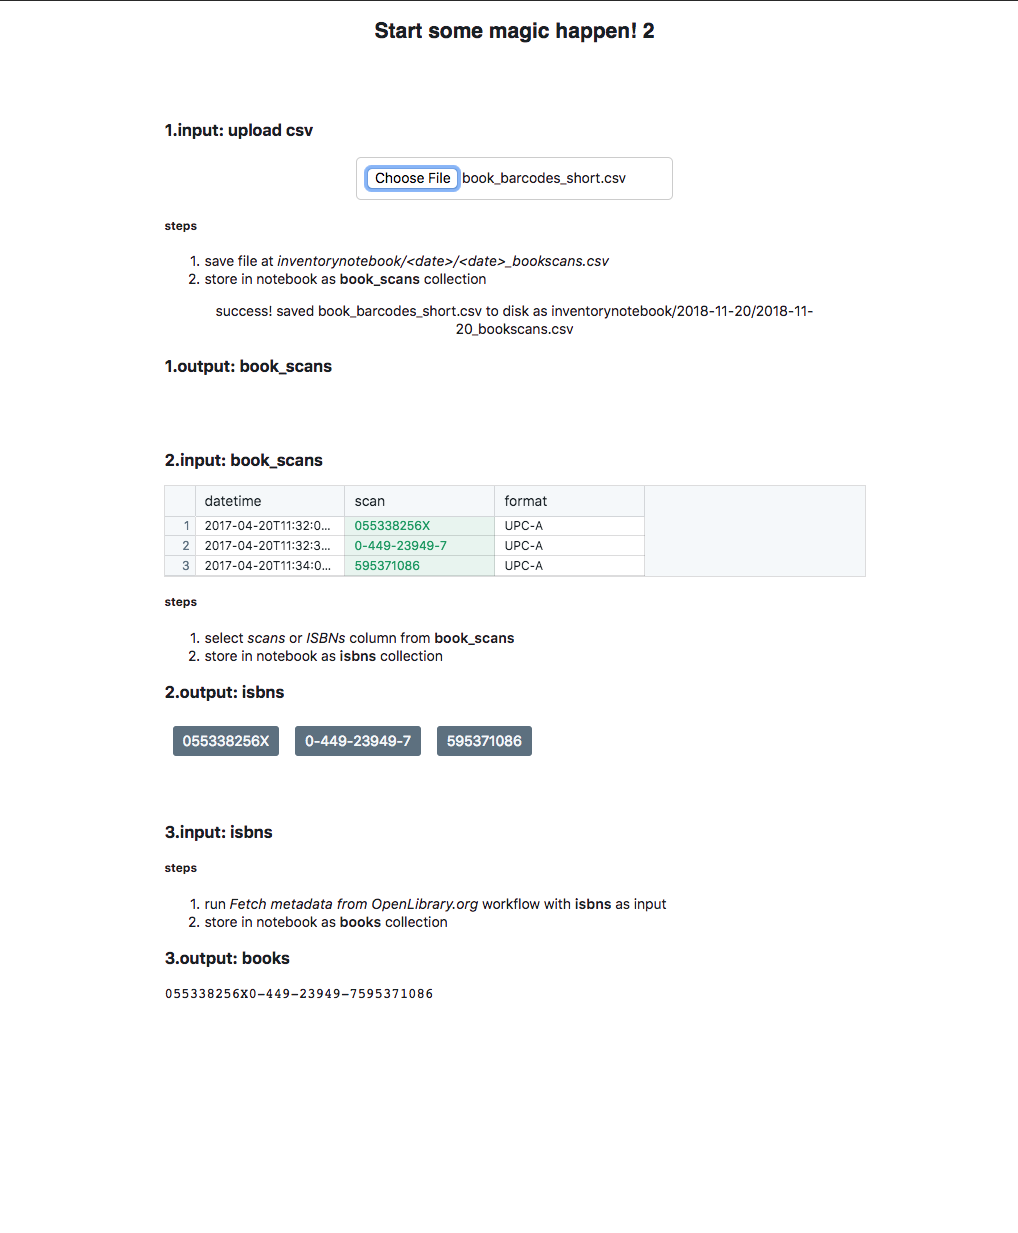 Start some magic happen! 2
1.input: upload csv
Choose File book_barcodes_short.csv
steps
1. save file at inventorynotebook/<date>/<date>_bookscans.csv
2. store in notebook as book_scans collection
success! saved book_barcodes_short.csv to disk as inventorynotebook/2018-11-20/2018-11-
20_bookscans.csv
1.output: book_scans
2.input: book_scans
datetime scan format
1 2017-04-20T11:32:0... 055338256X UPC-A
2 2017-04-20T11:32:3... 0-449-23949-7 UPC-A
3 2017-04-20T11:34:0... 595371086 UPC-A
steps
1. select scans or ISBNs column from book_scans
2. store in notebook as isbns collection
2.output: isbns
055338256X 0-449-23949-7 595371086
3.input: isbns
steps
1. run Fetch metadata from OpenLibrary.org workflow with isbns as input
2. store in notebook as books collection
3.output: books
055338256X0-449-23949-7595371086